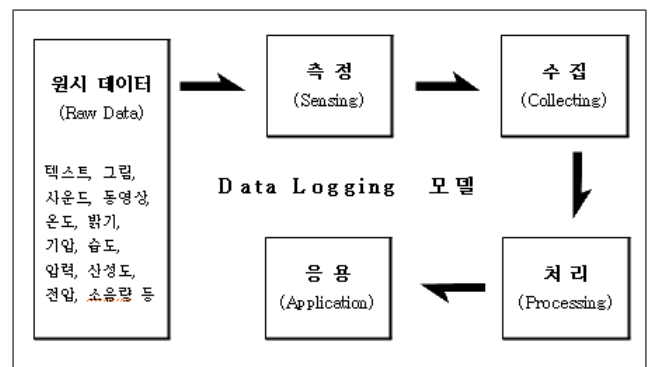 원시 데이터
(Raw Data)
텍스트, 그림,
사운드, 동영상,
온도, 밝기,
기압, 습도,
압력, 산성도,
전압, 소음량 등
측 정
(Sensing)
수 집
(Collecting)
Data Logging 모델
처 리
(Processing)
응 용
(Application)